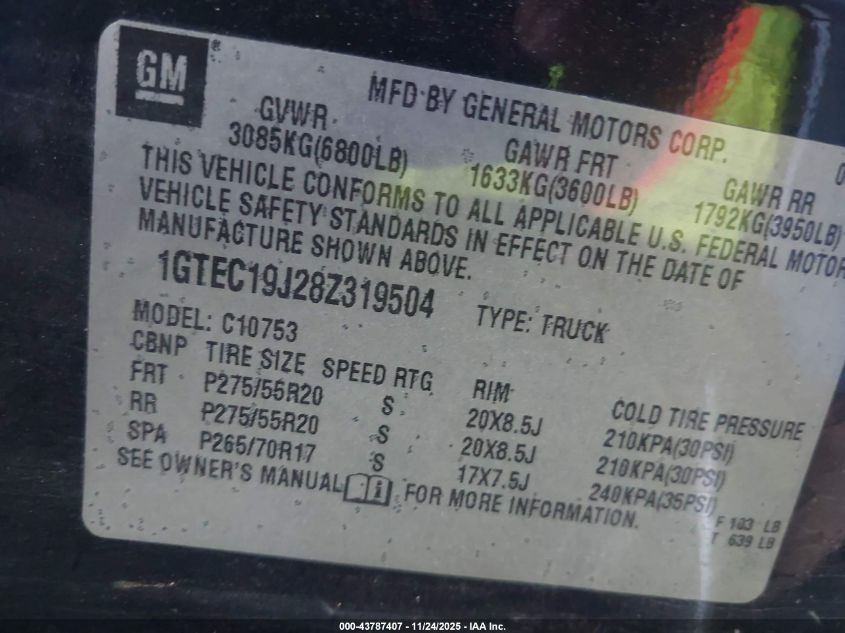 GM
MFD BY GENERAL MOTORS CORP.
GVWR GAWR FRT GAWR RR
3085KG(6800LB) 1633KG(3600LB) 1792KG(3950LB)
THIS VEHICLE CONFORMS TO ALL APPLICABLE U.S. FEDERAL MOTOR
VEHICLE SAFETY STANDARDS IN EFFECT ON THE DATE OF
MANUFACTURE SHOWN ABOVE.
1GTEC19J28Z319504 TYPE: TRUCK
MODEL: C10753
CBNP TIRE SIZE SPEED RTG RIM COLD TIRE PRESSURE
FRT P275/55R20 S 20X8.5J 210KPA(30PSI)
RR P275/55R20 S 20X8.5J 210KPA(30PSI)
SPA P265/70R17 S 17X7.5J 240KPA(35PSI)
SEE OWNER'S MANUAL FOR MORE INFORMATION.
F 103 LB
T 639 LB
000-43787407 - 11/24/2025 - IAA Inc.